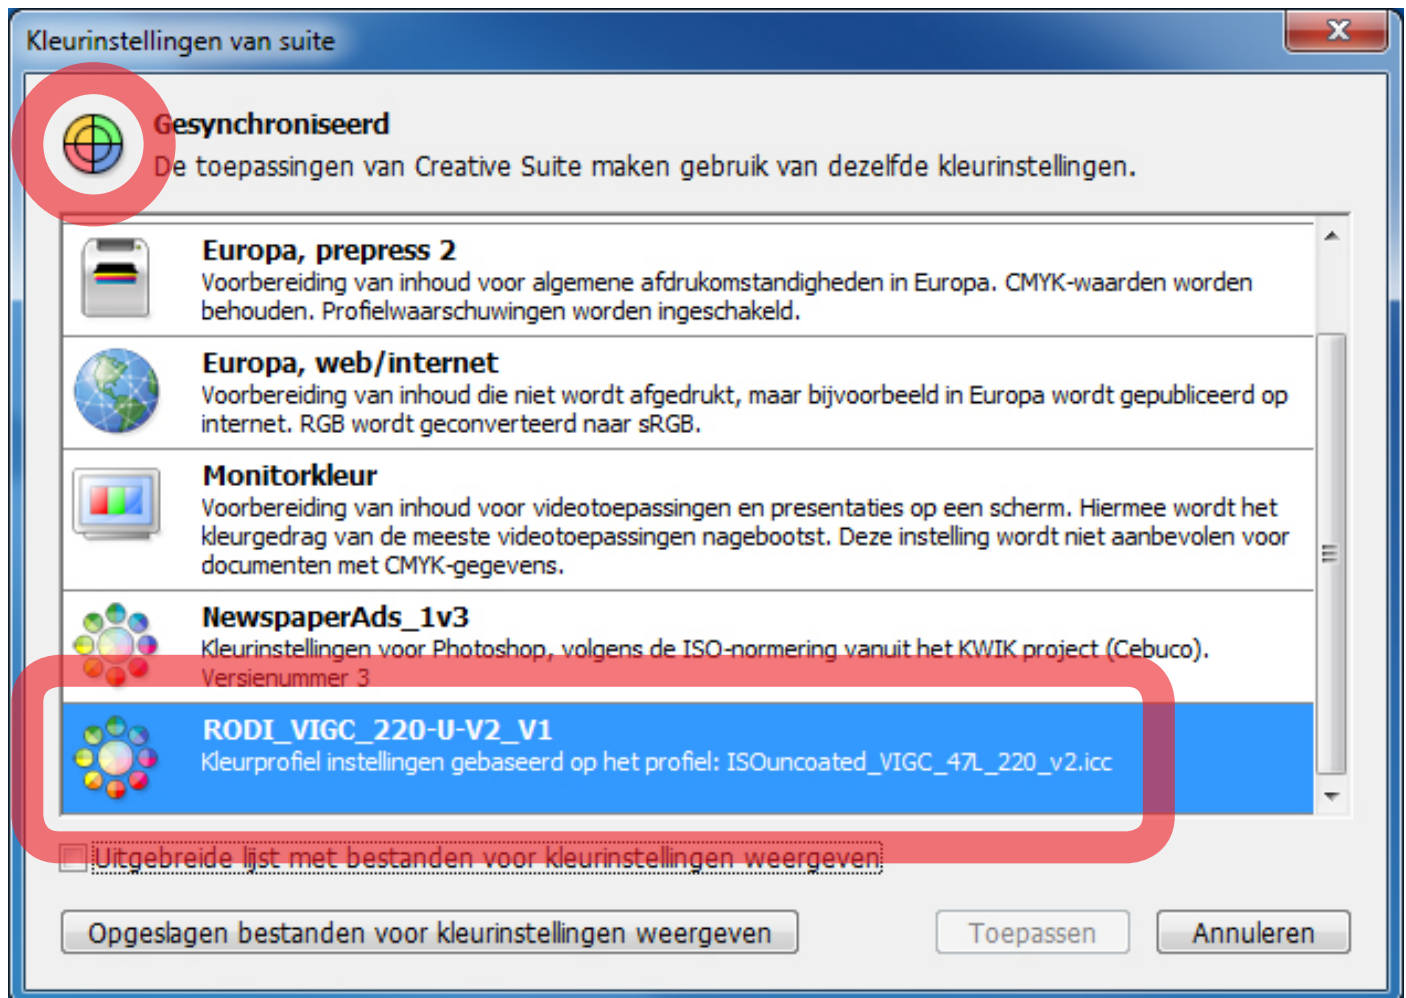 Kleurinstellingen van suite
Gesynchroniseerd
De toepassingen van Creative Suite maken gebruik van dezelfde kleurinstellingen.
Europa, prepress 2
Voorbereiding van inhoud voor algemene afdrukomstandigheden in Europa. CMYK-waarden worden
behouden. Profielwaarschuwingen worden ingeschakeld.
Europa, web/internet
Voorbereiding van inhoud die niet wordt afgedrukt, maar bijvoorbeeld in Europa wordt gepubliceerd op
internet. RGB wordt geconverteerd naar sRGB.
Monitorkleur
Voorbereiding van inhoud voor videotoepassingen en presentaties op een scherm. Hiermee wordt het
kleurgedrag van de meeste videotoepassingen nagebootst. Deze instelling wordt niet aanbevolen voor
documenten met CMYK-gegevens.
NewspaperAds_1v3
Kleurinstellingen voor Photoshop, volgens de ISO-normering vanuit het KWIK project (Cebuco).
Versienummer 3
RODI_VIGC_220-U-V2_V1
Kleurprofiel instellingen gebaseerd op het profiel: ISOuncoated_VIGC_47L_220_v2.icc
Uitgebreide lijst met bestanden voor kleurinstellingen weergeven
Opgeslagen bestanden voor kleurinstellingen weergeven
Toepassen
Annuleren